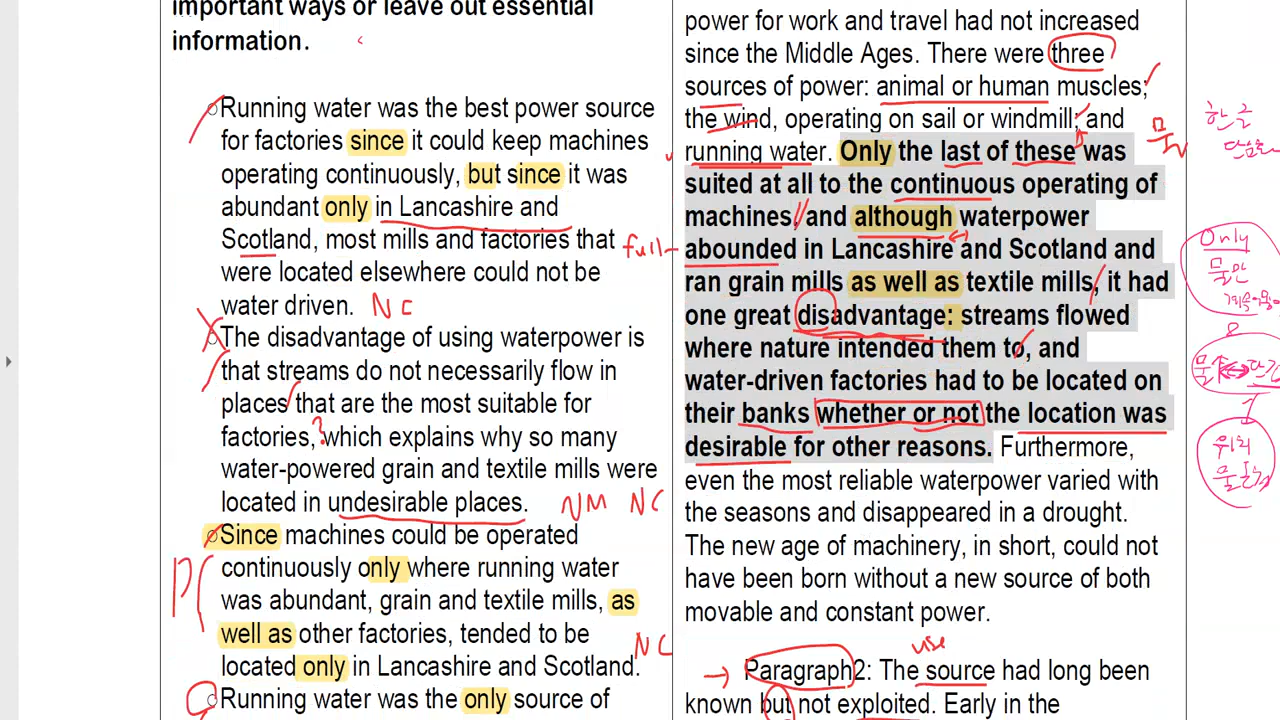 important ways or leave out essential
information.
Running water was the best power source
for factories since it could keep machines
operating continuously, but since it was
abundant only in Lancashire and
Scotland, most mills and factories that
were located elsewhere could not be
water driven. NC
The disadvantage of using waterpower is
that streams do not necessarily flow in
places that are the most suitable for
factories, ? which explains why so many
water-powered grain and textile mills were
located in undesirable places. NM NC
Since machines could be operated
continuously only where running water
was abundant, grain and textile mills, as
well as other factories, tended to be
located only in Lancashire and Scotland. NC
Running water was the only source of
power for work and travel had not increased
since the Middle Ages. There were three
sources of power: animal or human muscles;
the wind, operating on sail or windmill; and
running water. Only the last of these was
suited at all to the continuous operating of
machines, and although waterpower
full
abounded in Lancashire and Scotland and
ran grain mills as well as textile mills, it had
one great disadvantage: streams flowed
where nature intended them to, and
water-driven factories had to be located on
their banks whether or not the location was
desirable for other reasons. Furthermore,
even the most reliable waterpower varied with
the seasons and disappeared in a drought.
The new age of machinery, in short, could not
have been born without a new source of both
movable and constant power.
use
Paragraph2: The source had long been
known but not exploited. Early in the
한글
Only
물만